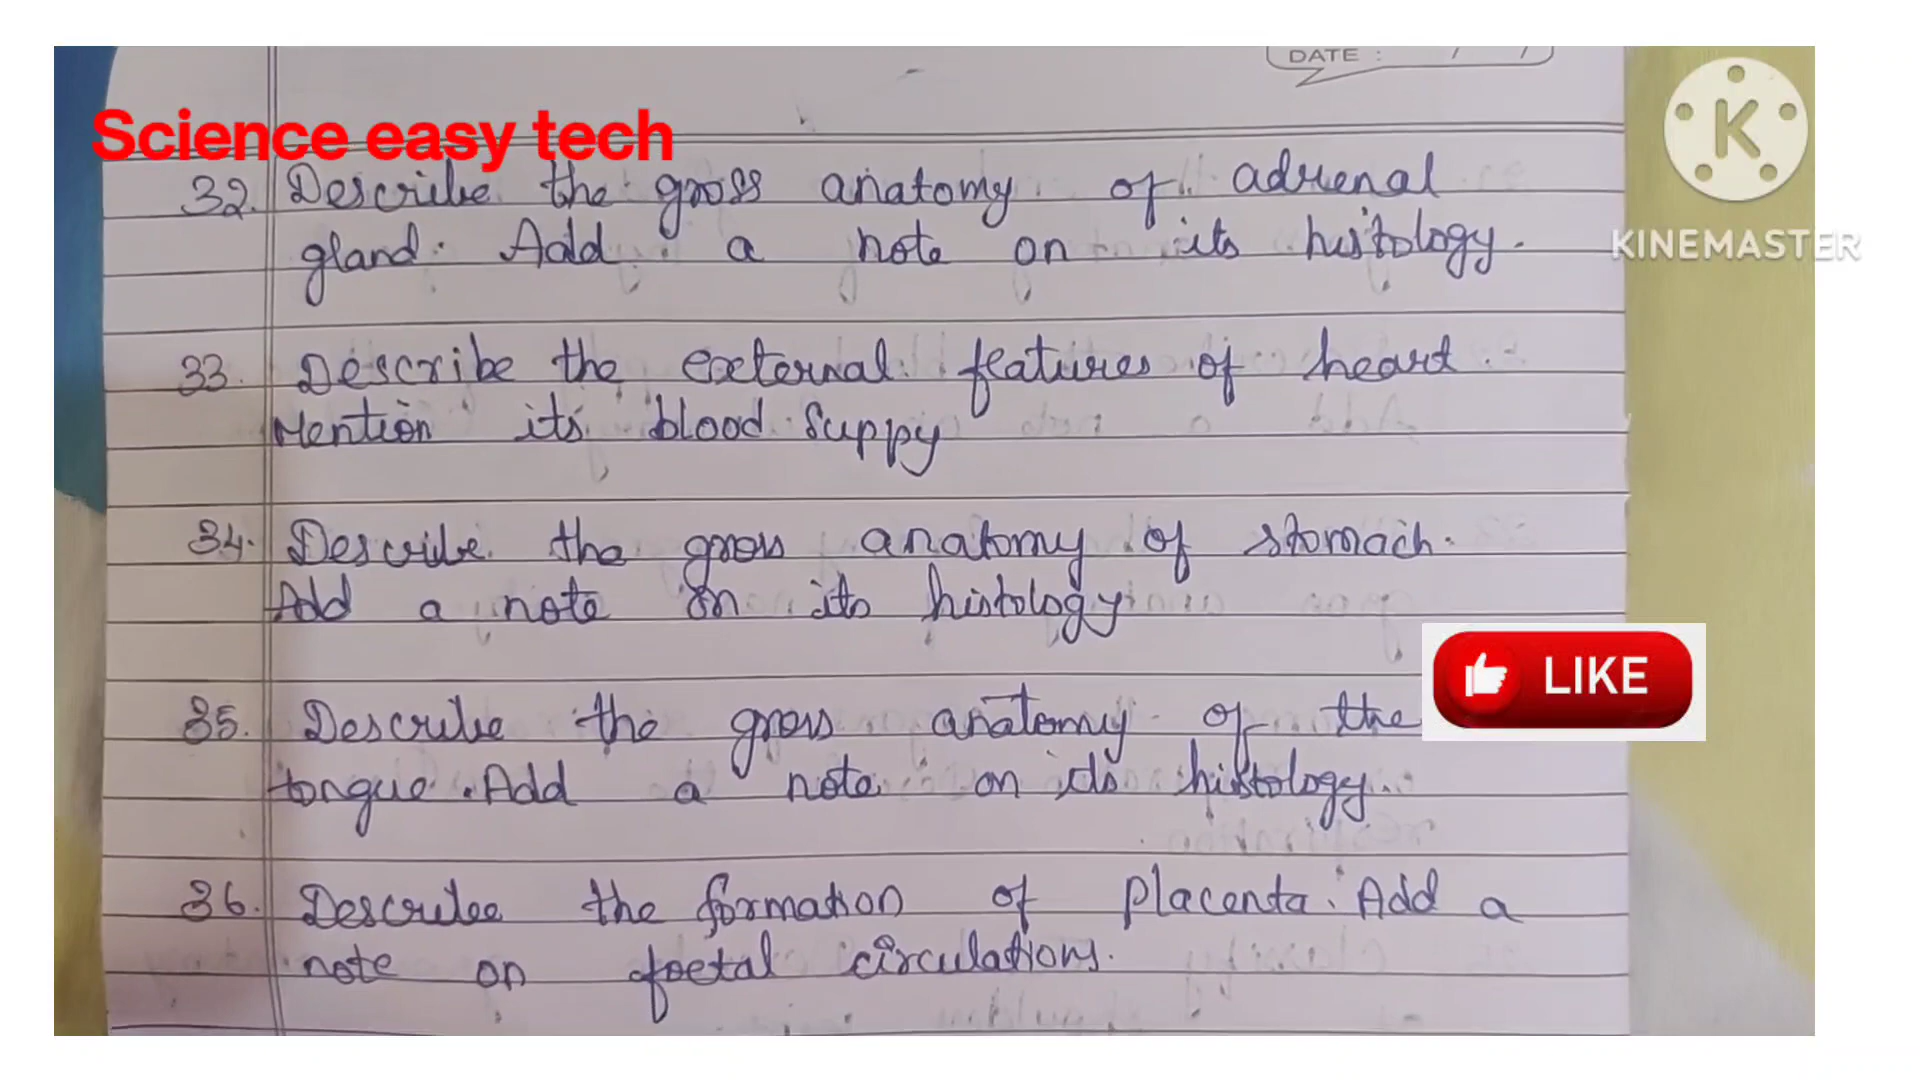 DATE : / /
Science easy tech
K
KINEMASTER
32. Describe the gross anatomy of adrenal
gland. Add a note on its histology.
33. Describe the external features of heart
Mention its blood suppy
34. Describe the gross anatomy of stomach.
Add a note on its histology
LIKE
35. Describe the gross anatomy of the
tongue. Add a note on its histology.
36. Describe the formation of placenta. Add a
note on foetal circulations.